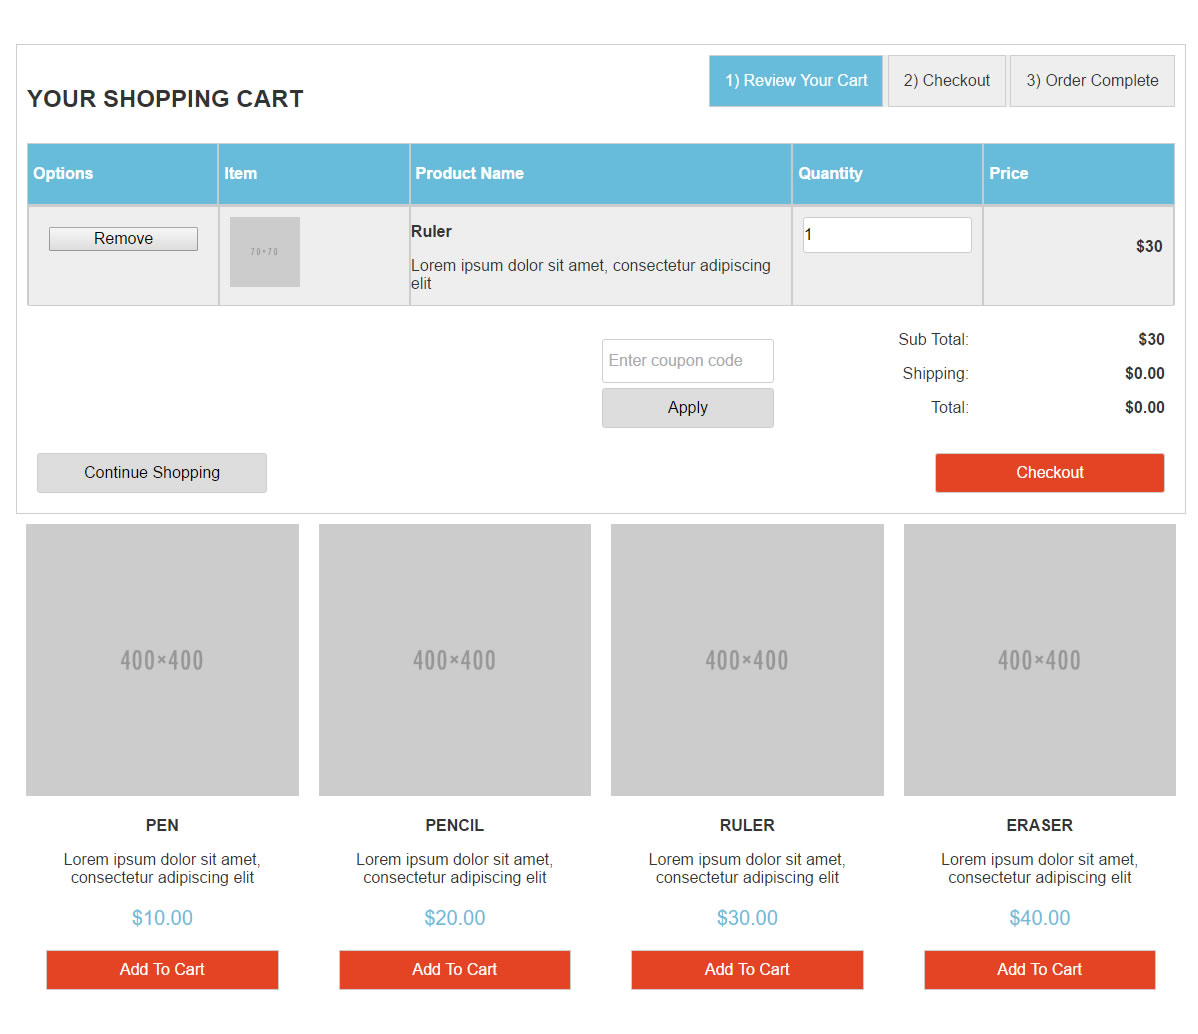 YOUR SHOPPING CART
1) Review Your Cart
2) Checkout
3) Order Complete
Options
Item
Product Name
Quantity
Price
Remove
70×70
Ruler
Lorem ipsum dolor sit amet, consectetur adipiscing
elit
1
$30
Enter coupon code
Apply
Sub Total:
$30
Shipping:
$0.00
Total:
$0.00
Continue Shopping
Checkout
400×400
400×400
400×400
400×400
PEN
Lorem ipsum dolor sit amet,
consectetur adipiscing elit
$10.00
Add To Cart
PENCIL
Lorem ipsum dolor sit amet,
consectetur adipiscing elit
$20.00
Add To Cart
RULER
Lorem ipsum dolor sit amet,
consectetur adipiscing elit
$30.00
Add To Cart
ERASER
Lorem ipsum dolor sit amet,
consectetur adipiscing elit
$40.00
Add To Cart